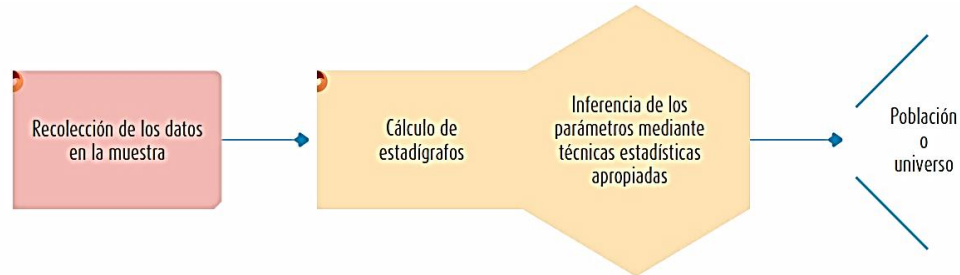 Recolección de los datos
en la muestra
Cálculo de
estadígrafos
Inferencia de los
parámetros mediante
técnicas estadísticas
apropiadas
Población
o
universo